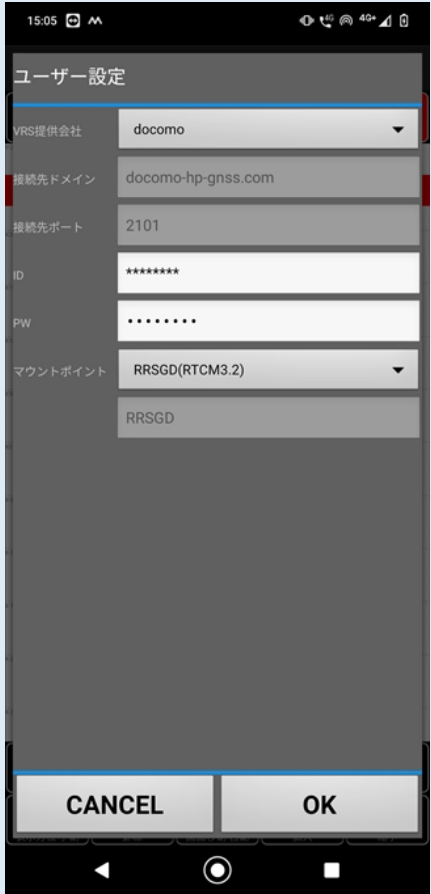 15:05
4G 4G+
ユーザー設定
VRS提供会社 docomo
接続先ドメイン docomo-hp-gnss.com
接続先ポート 2101
ID ********
PW ••••••••
マウントポイント RRSGD(RTCM3.2)
RRSGD
CANCEL OK